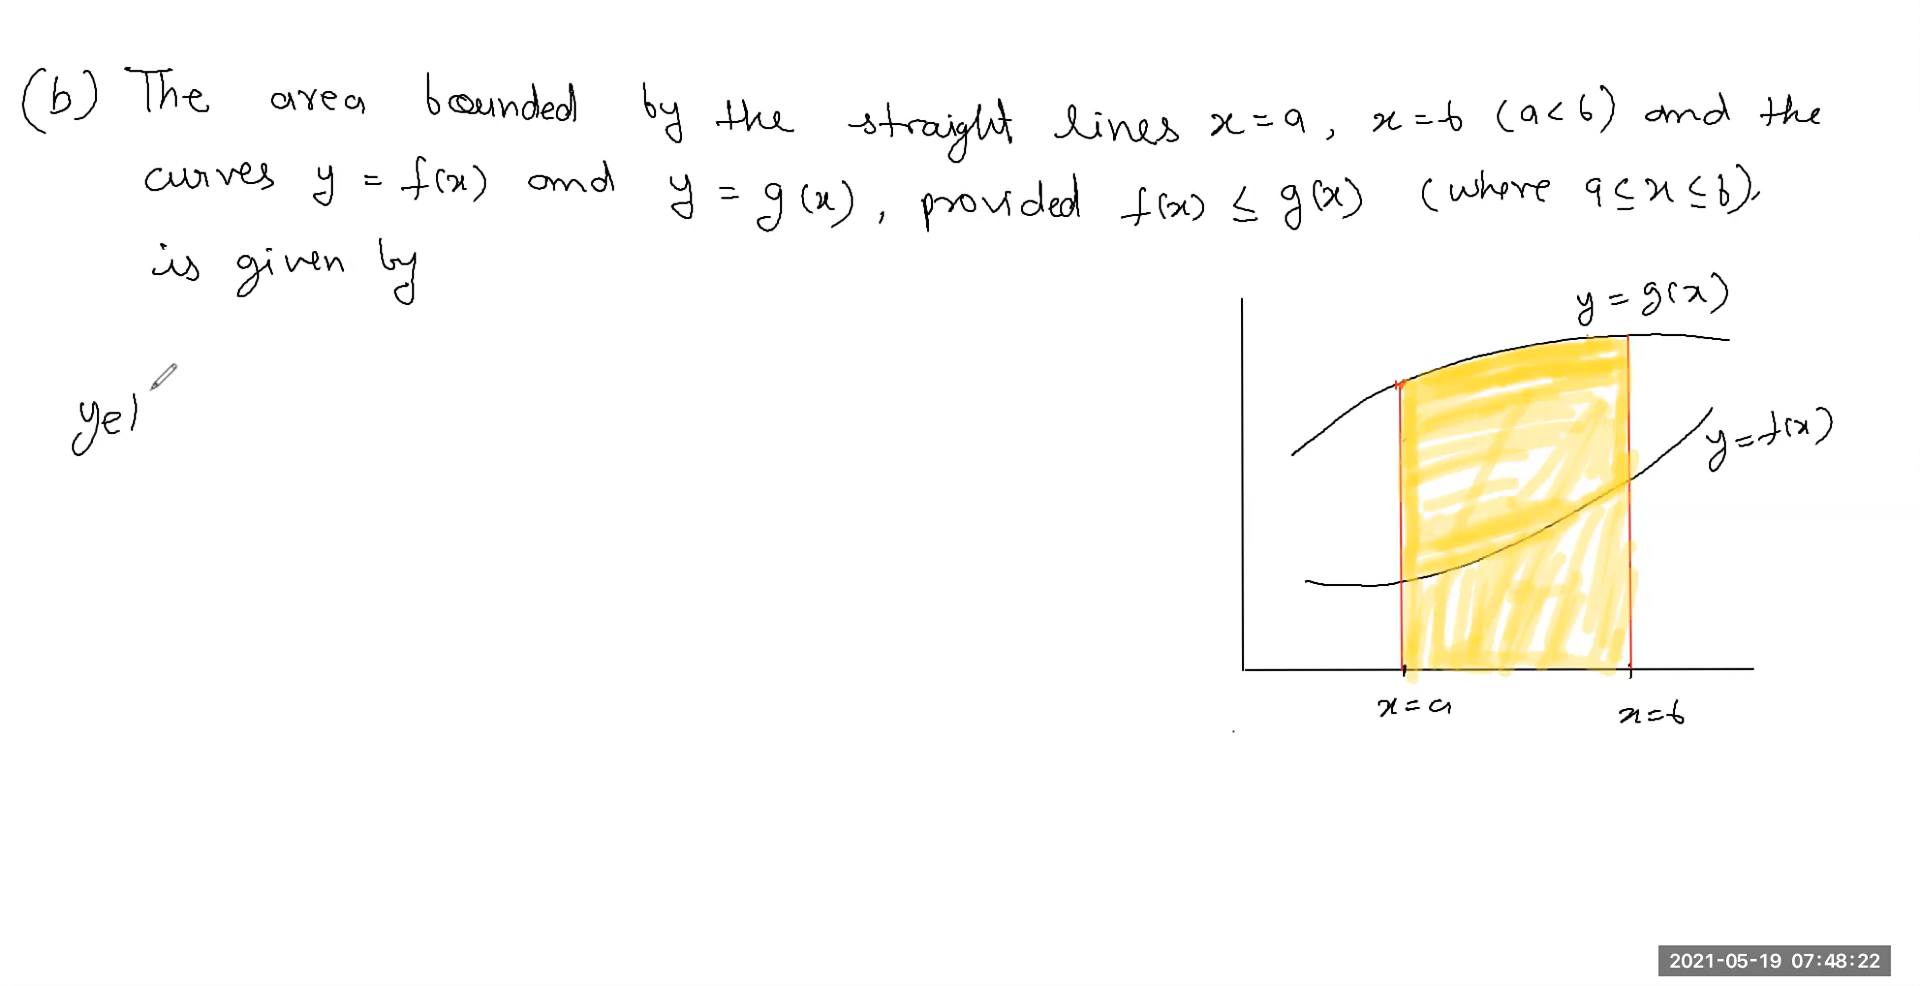 (b) The area bounded by the straight lines x = a, x = b (a < b) and the
curves y = f(x) and y = g(x), provided f(x) ≤ g(x) (where a ≤ x ≤ b),
is given by
y = g(x)
yel
y = f(x)
x = a
x = b
2021-05-19 07:48:22